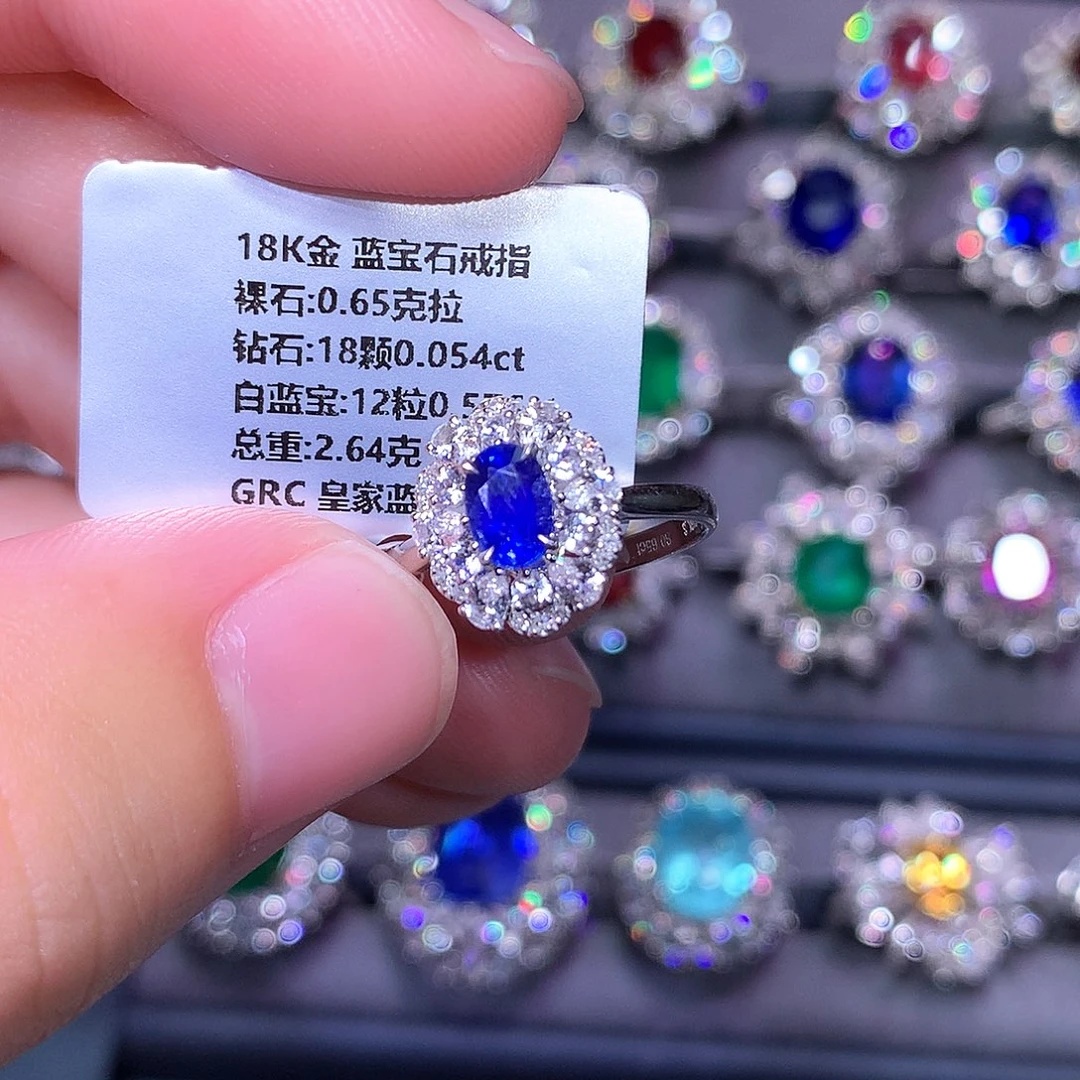 18K金 蓝宝石戒指
裸石:0.65克拉
钻石:18颗0.054ct
白蓝宝:12粒
总重:2.64克
GRC 皇家蓝